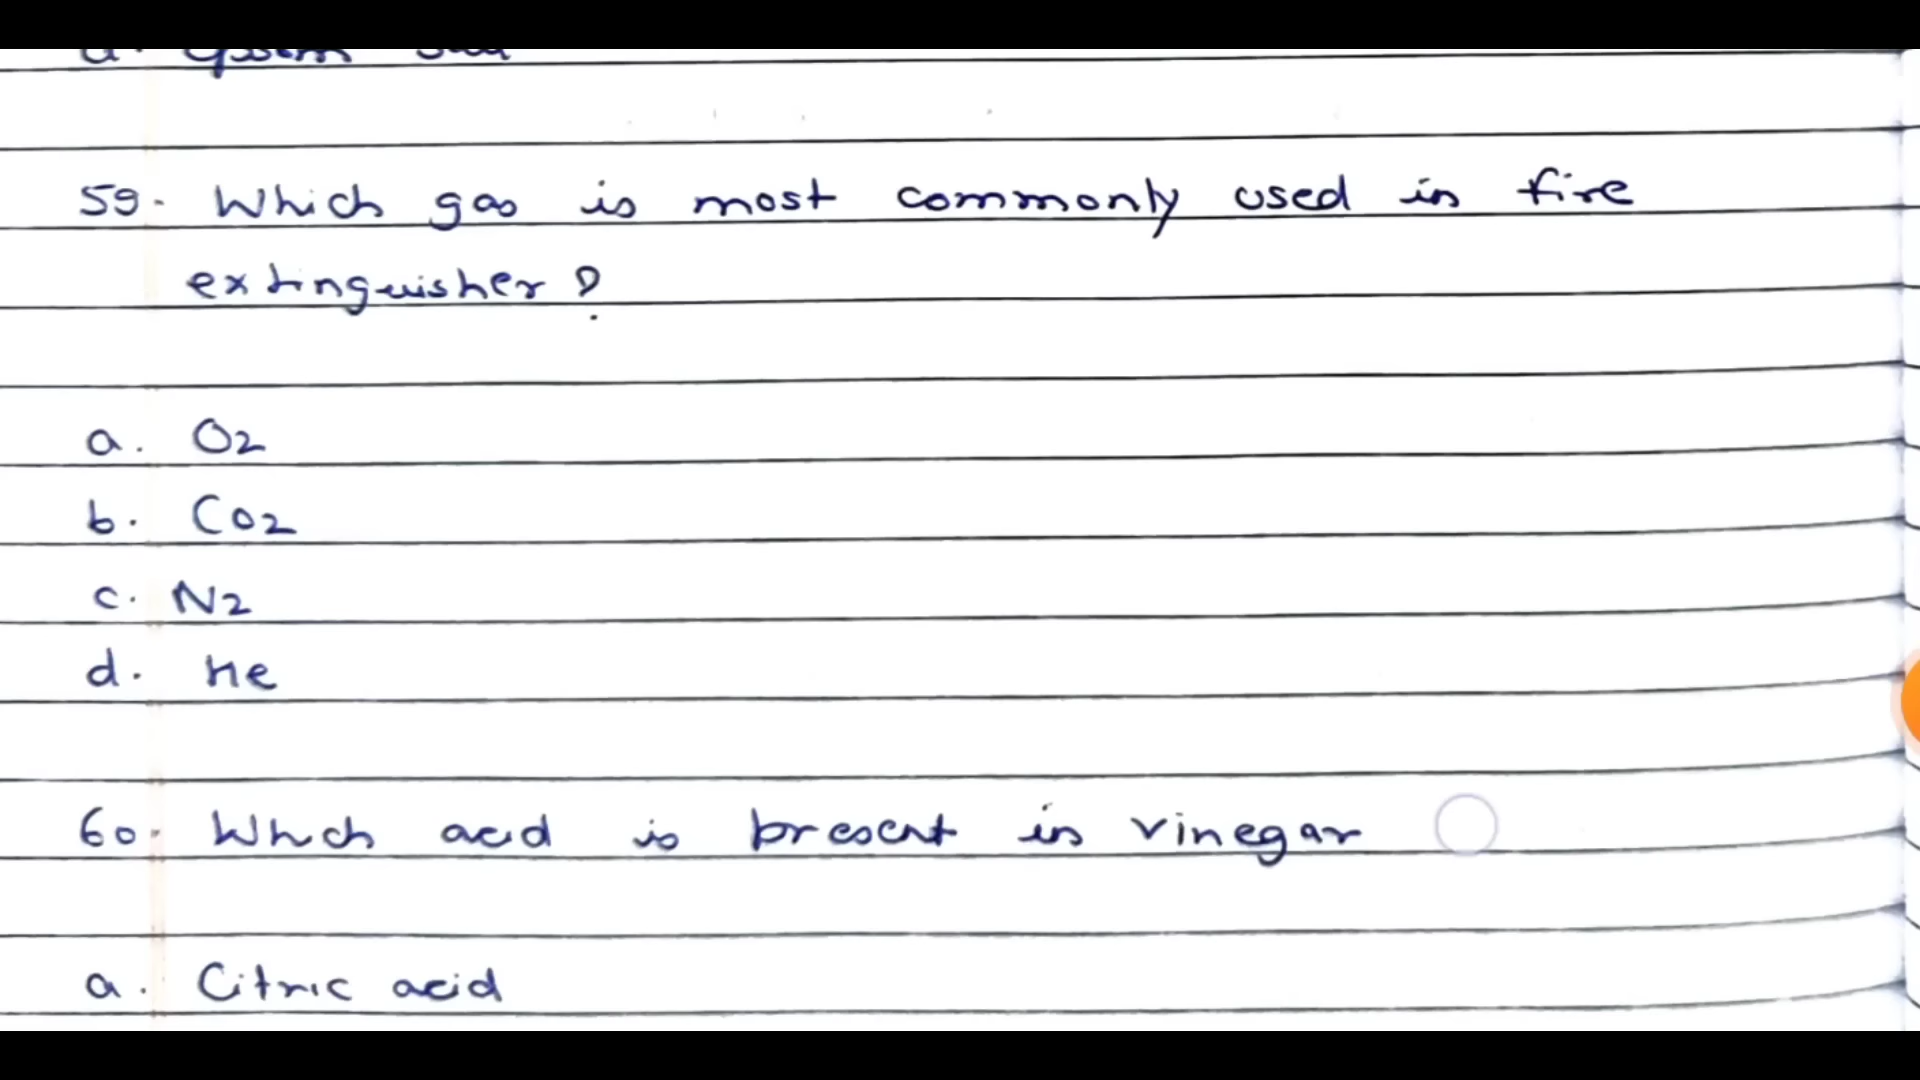 59. Which gas is most commonly used in fire
extinguisher?
a. O2
b. CO2
c. N2
d. He
60. Which acid is present in vinegar
a. Citric acid